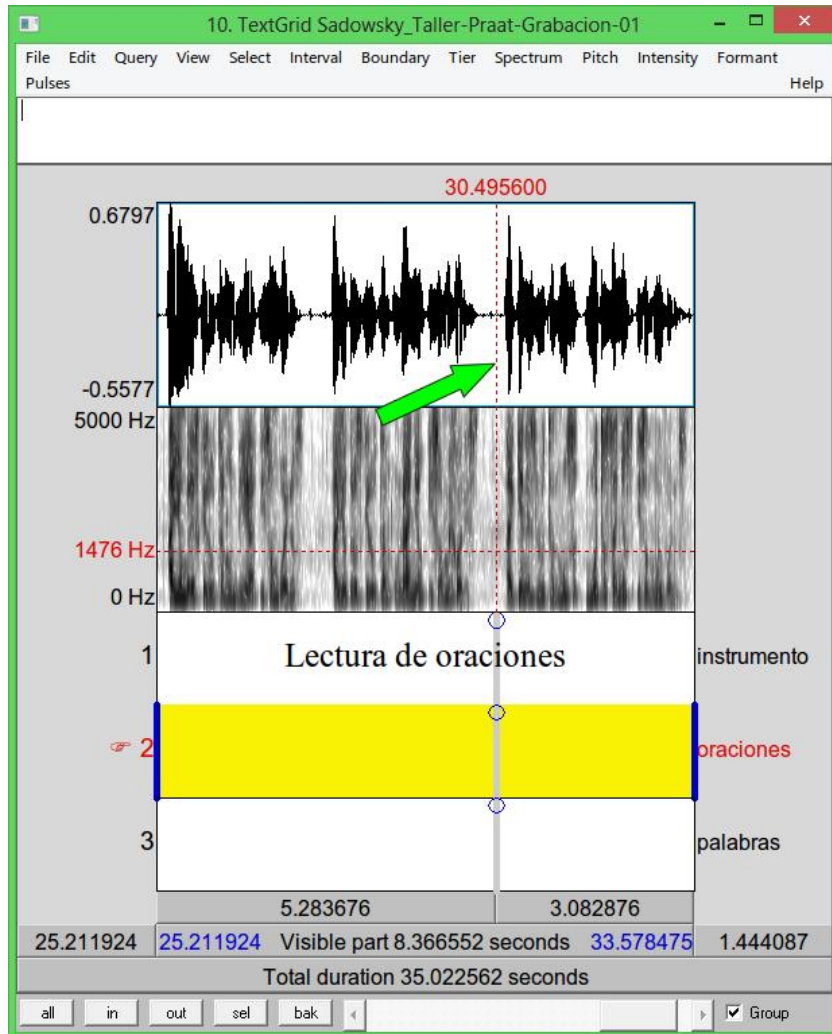 10. TextGrid Sadowsky_Taller-Praat-Grabacion-01
File Edit Query View Select Interval Boundary Tier Spectrum Pitch Intensity Formant
Pulses Help
30.495600
0.6797
-0.5577
5000 Hz
1476 Hz
0 Hz
1 Lectura de oraciones instrumento
☞ 2 oraciones
3 palabras
5.283676 3.082876
25.211924 25.211924 Visible part 8.366552 seconds 33.578475 1.444087
Total duration 35.022562 seconds
all in out sel bak Group